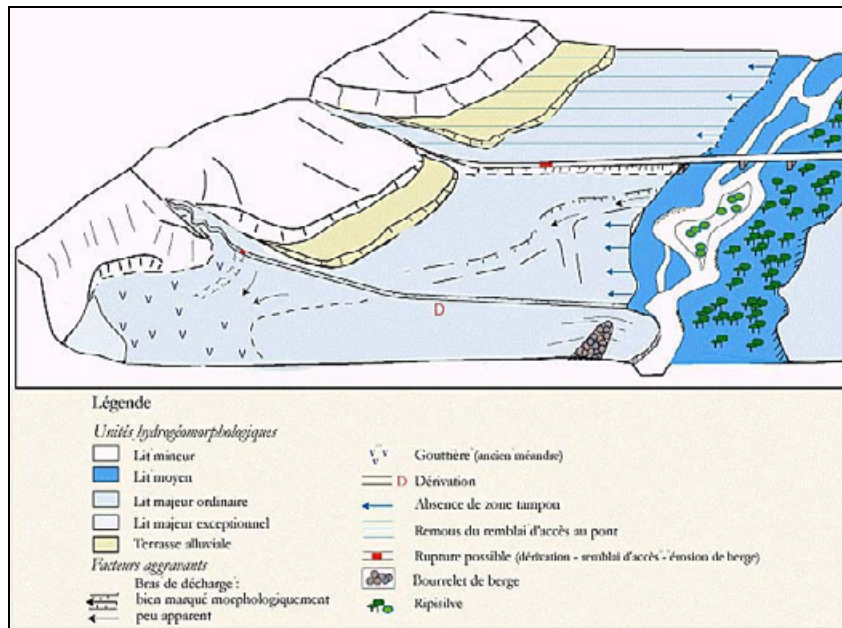 D
Légende
Unités hydrogéomorphologiques
Lit mineur
Lit moyen
Lit majeur ordinaire
Lit majeur exceptionnel
Terrasse alluviale
Facteurs aggravants
Bras de décharge :
bien marqué morphologiquement
peu apparent
Gouttière (ancien méandre)
D Dérivation
Absence de zone tampon
Remous du remblai d'accès au pont
Rupture possible (dérivation - remblai d'accès - érosion de berge)
Bourrelet de berge
Ripisilve